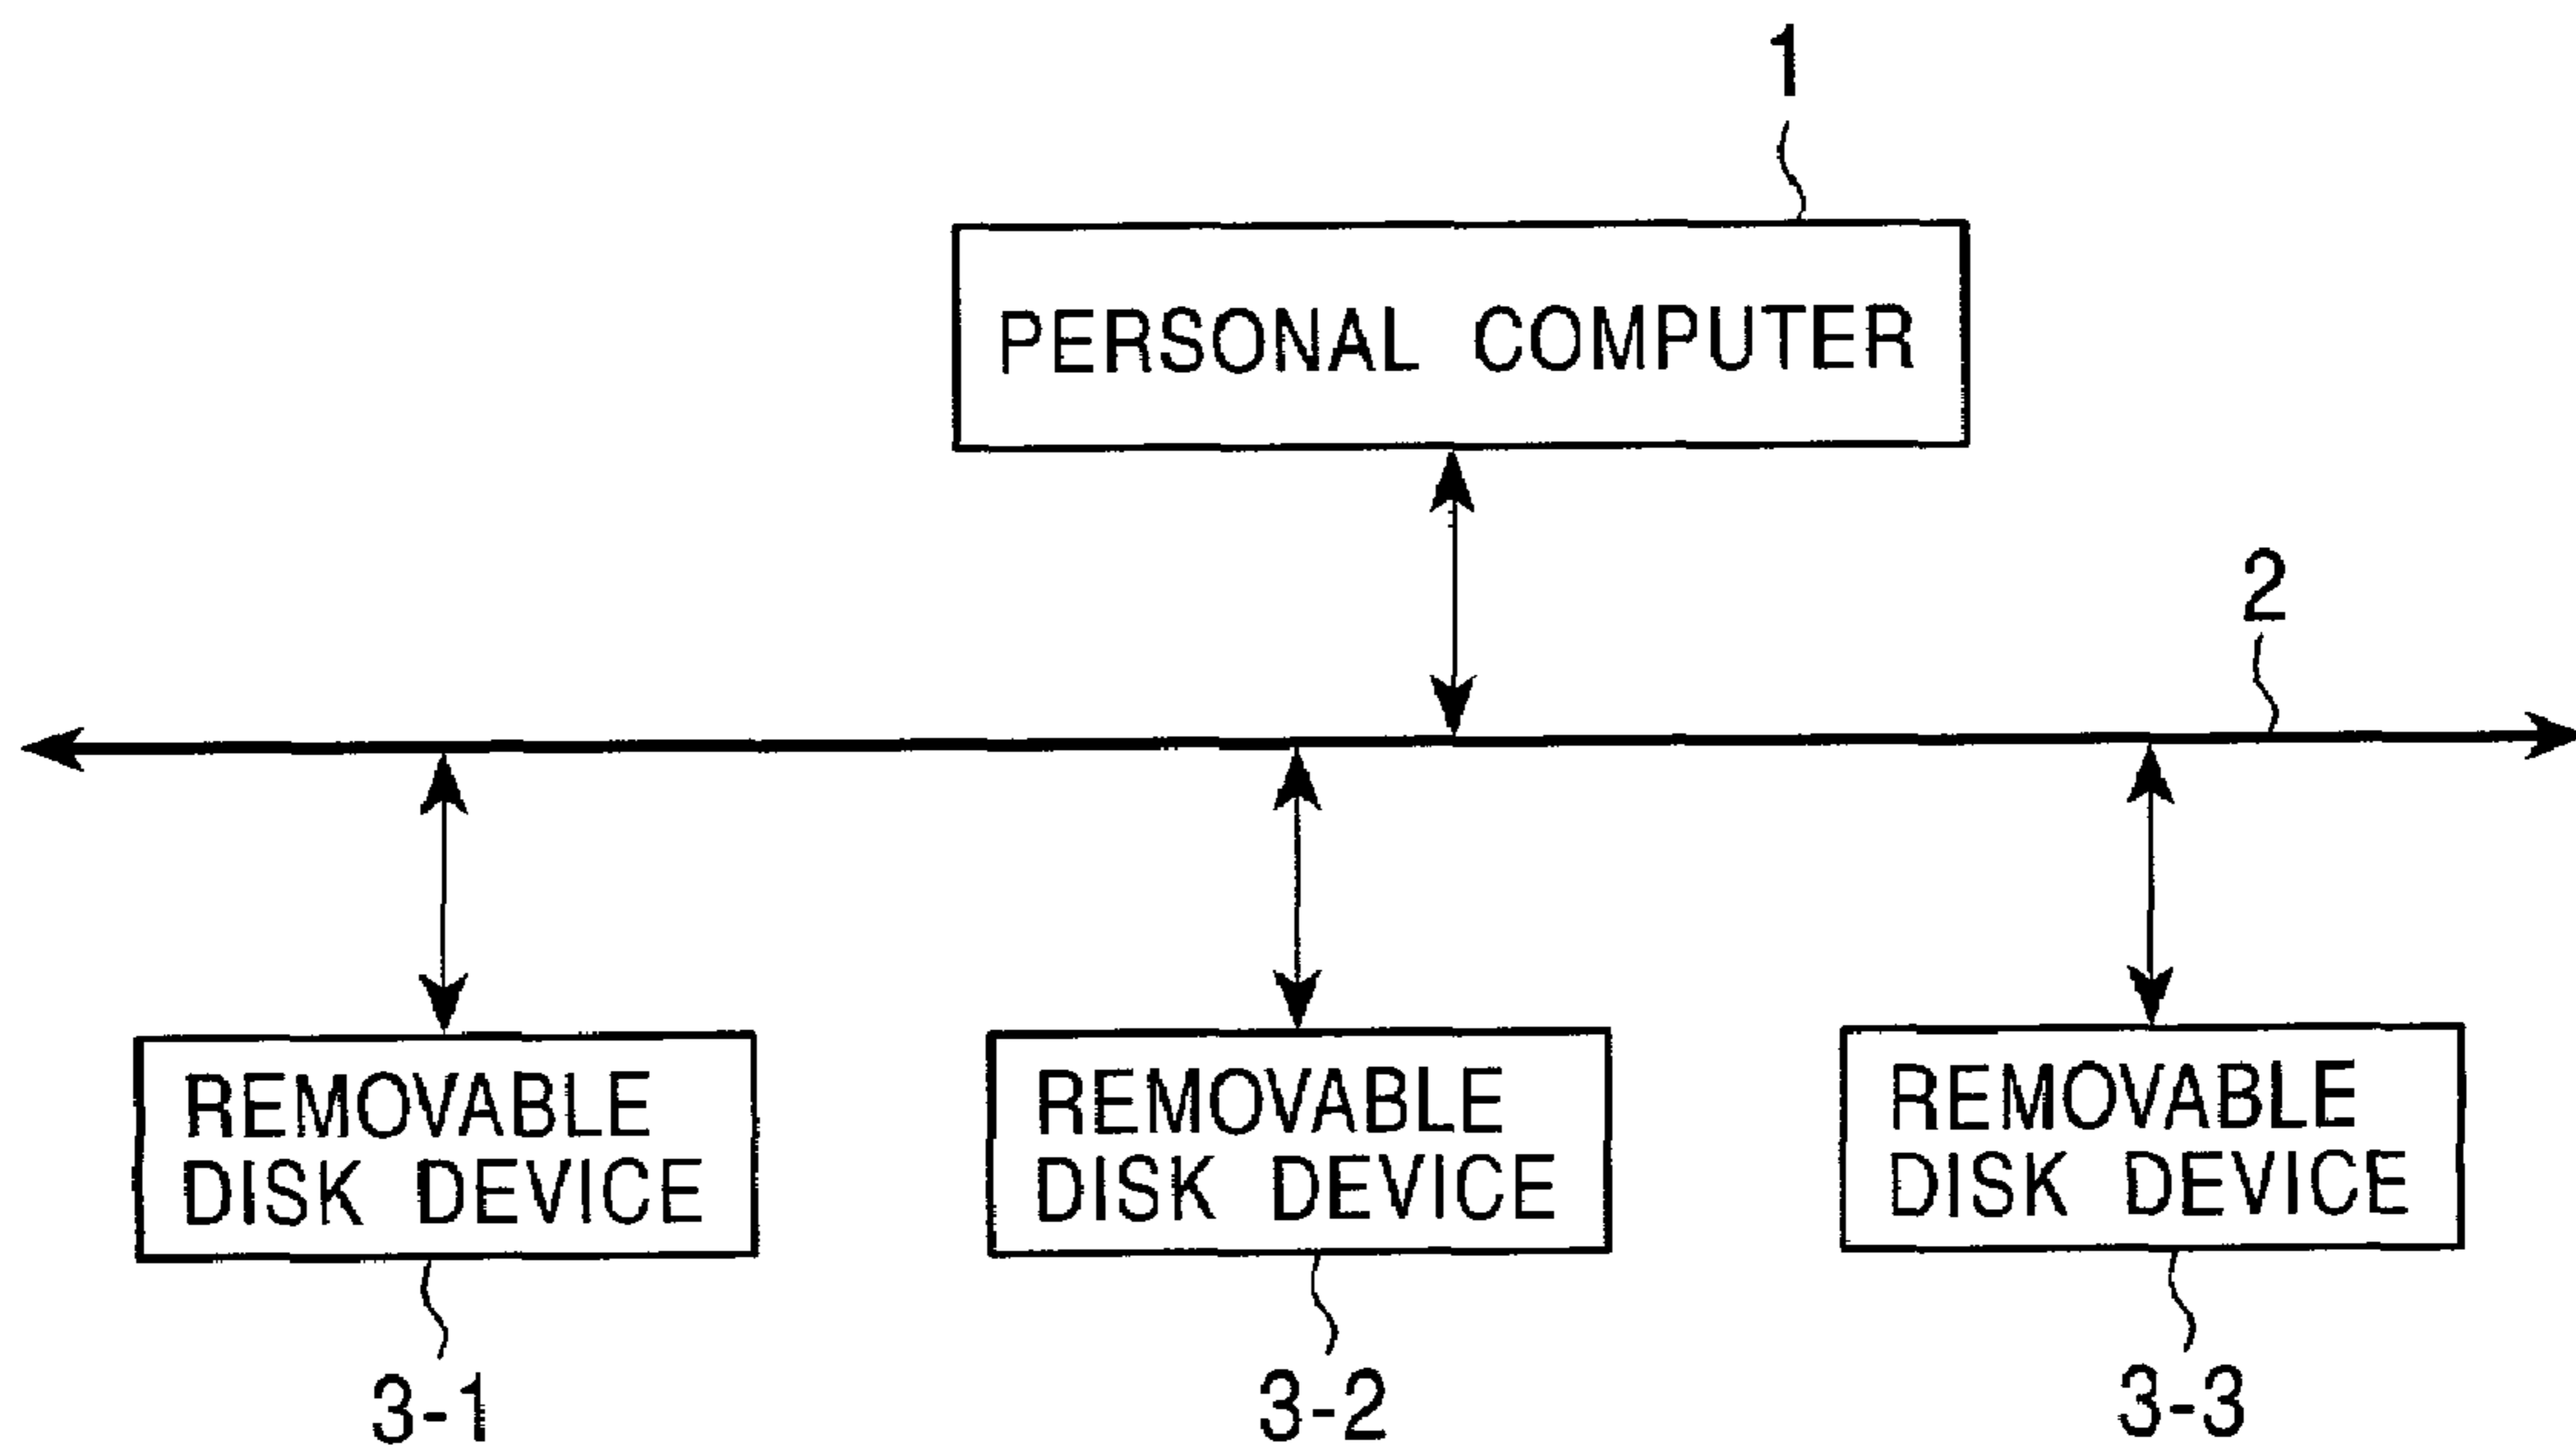 1
PERSONAL COMPUTER
2
REMOVABLE
DISK DEVICE
REMOVABLE
DISK DEVICE
REMOVABLE
DISK DEVICE
3-1
3-2
3-3